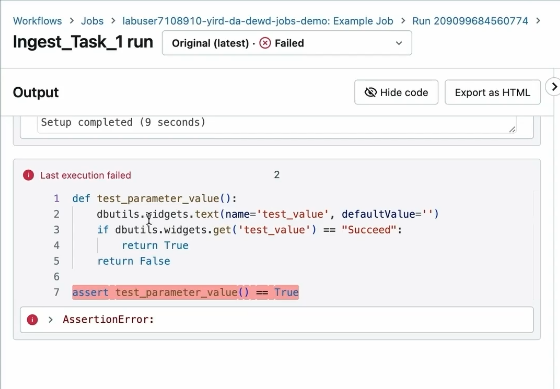 Workflows > Jobs > labuser7108910-yird-da-dewd-jobs-demo: Example Job > Run 209099684560774 >
Ingest_Task_1 run Original (latest) · Failed
Output Hide code Export as HTML
Setup completed (9 seconds)
Last execution failed 2
1 def test_parameter_value():
2 dbutils.widgets.text(name='test_value', defaultValue='')
3 if dbutils.widgets.get('test_value') == "Succeed":
4 return True
5 return False
6
7 assert test_parameter_value() == True
> AssertionError: